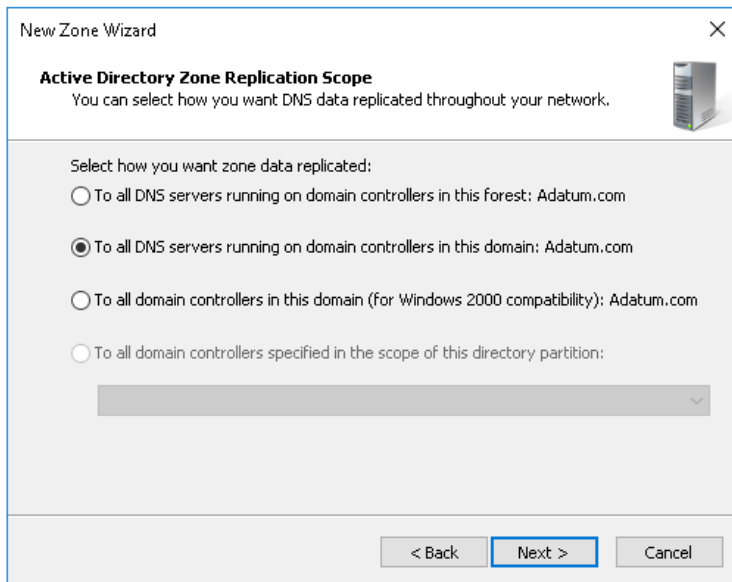 New Zone Wizard
Active Directory Zone Replication Scope
You can select how you want DNS data replicated throughout your network.
Select how you want zone data replicated:
To all DNS servers running on domain controllers in this forest: Adatum.com
To all DNS servers running on domain controllers in this domain: Adatum.com
To all domain controllers in this domain (for Windows 2000 compatibility): Adatum.com
To all domain controllers specified in the scope of this directory partition:
< Back
Next >
Cancel